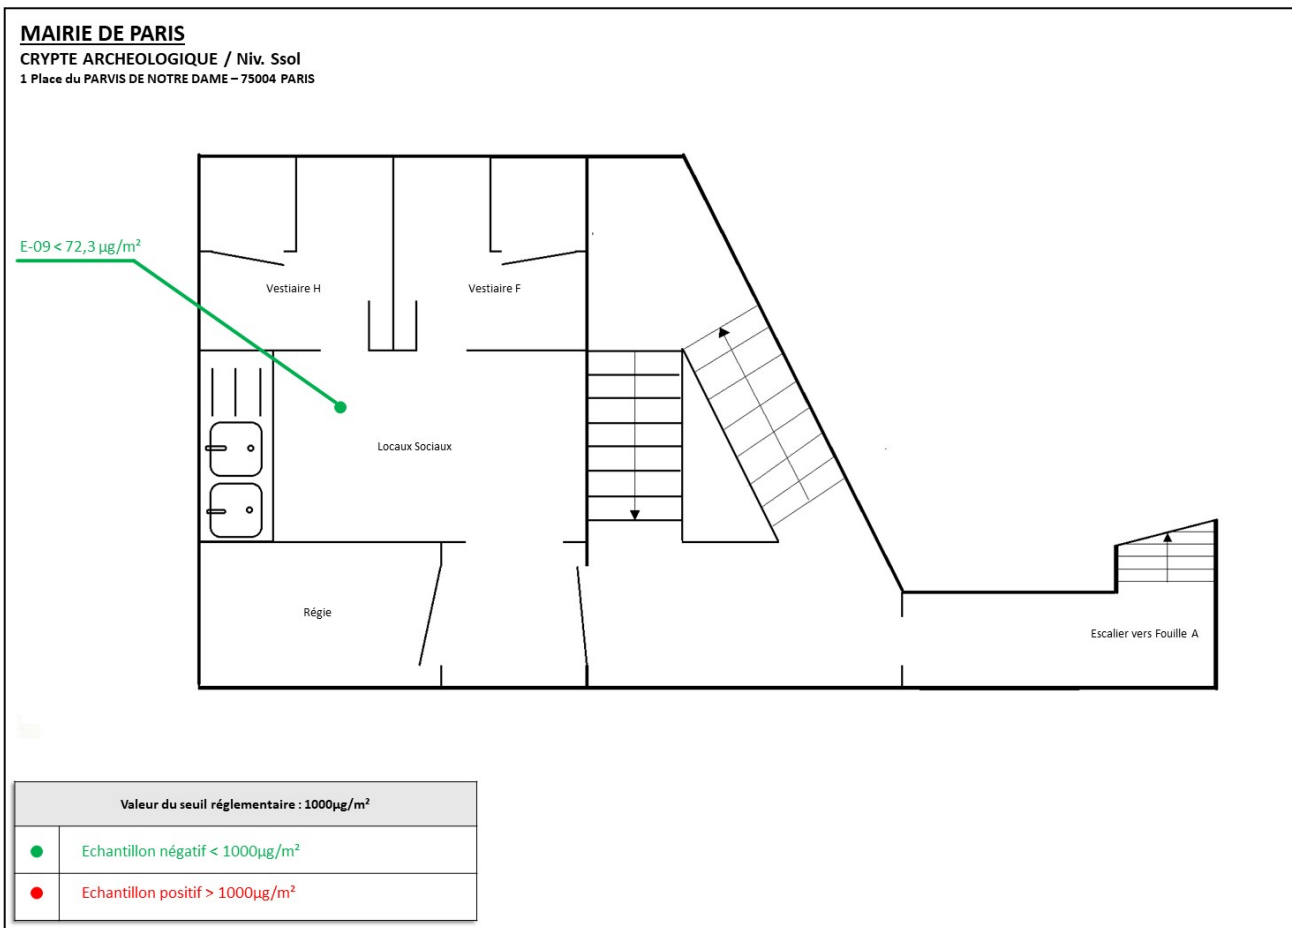 MAIRIE DE PARIS
CRYPTE ARCHEOLOGIQUE / Niv. Ssol
1 Place du PARVIS DE NOTRE DAME – 75004 PARIS
E-09 < 72,3 µg/m²
Vestiaire H
Vestiaire F
Locaux Sociaux
Régie
Escalier vers Fouille A
Valeur du seuil réglementaire : 1000µg/m²
Echantillon négatif < 1000µg/m²
Echantillon positif > 1000µg/m²